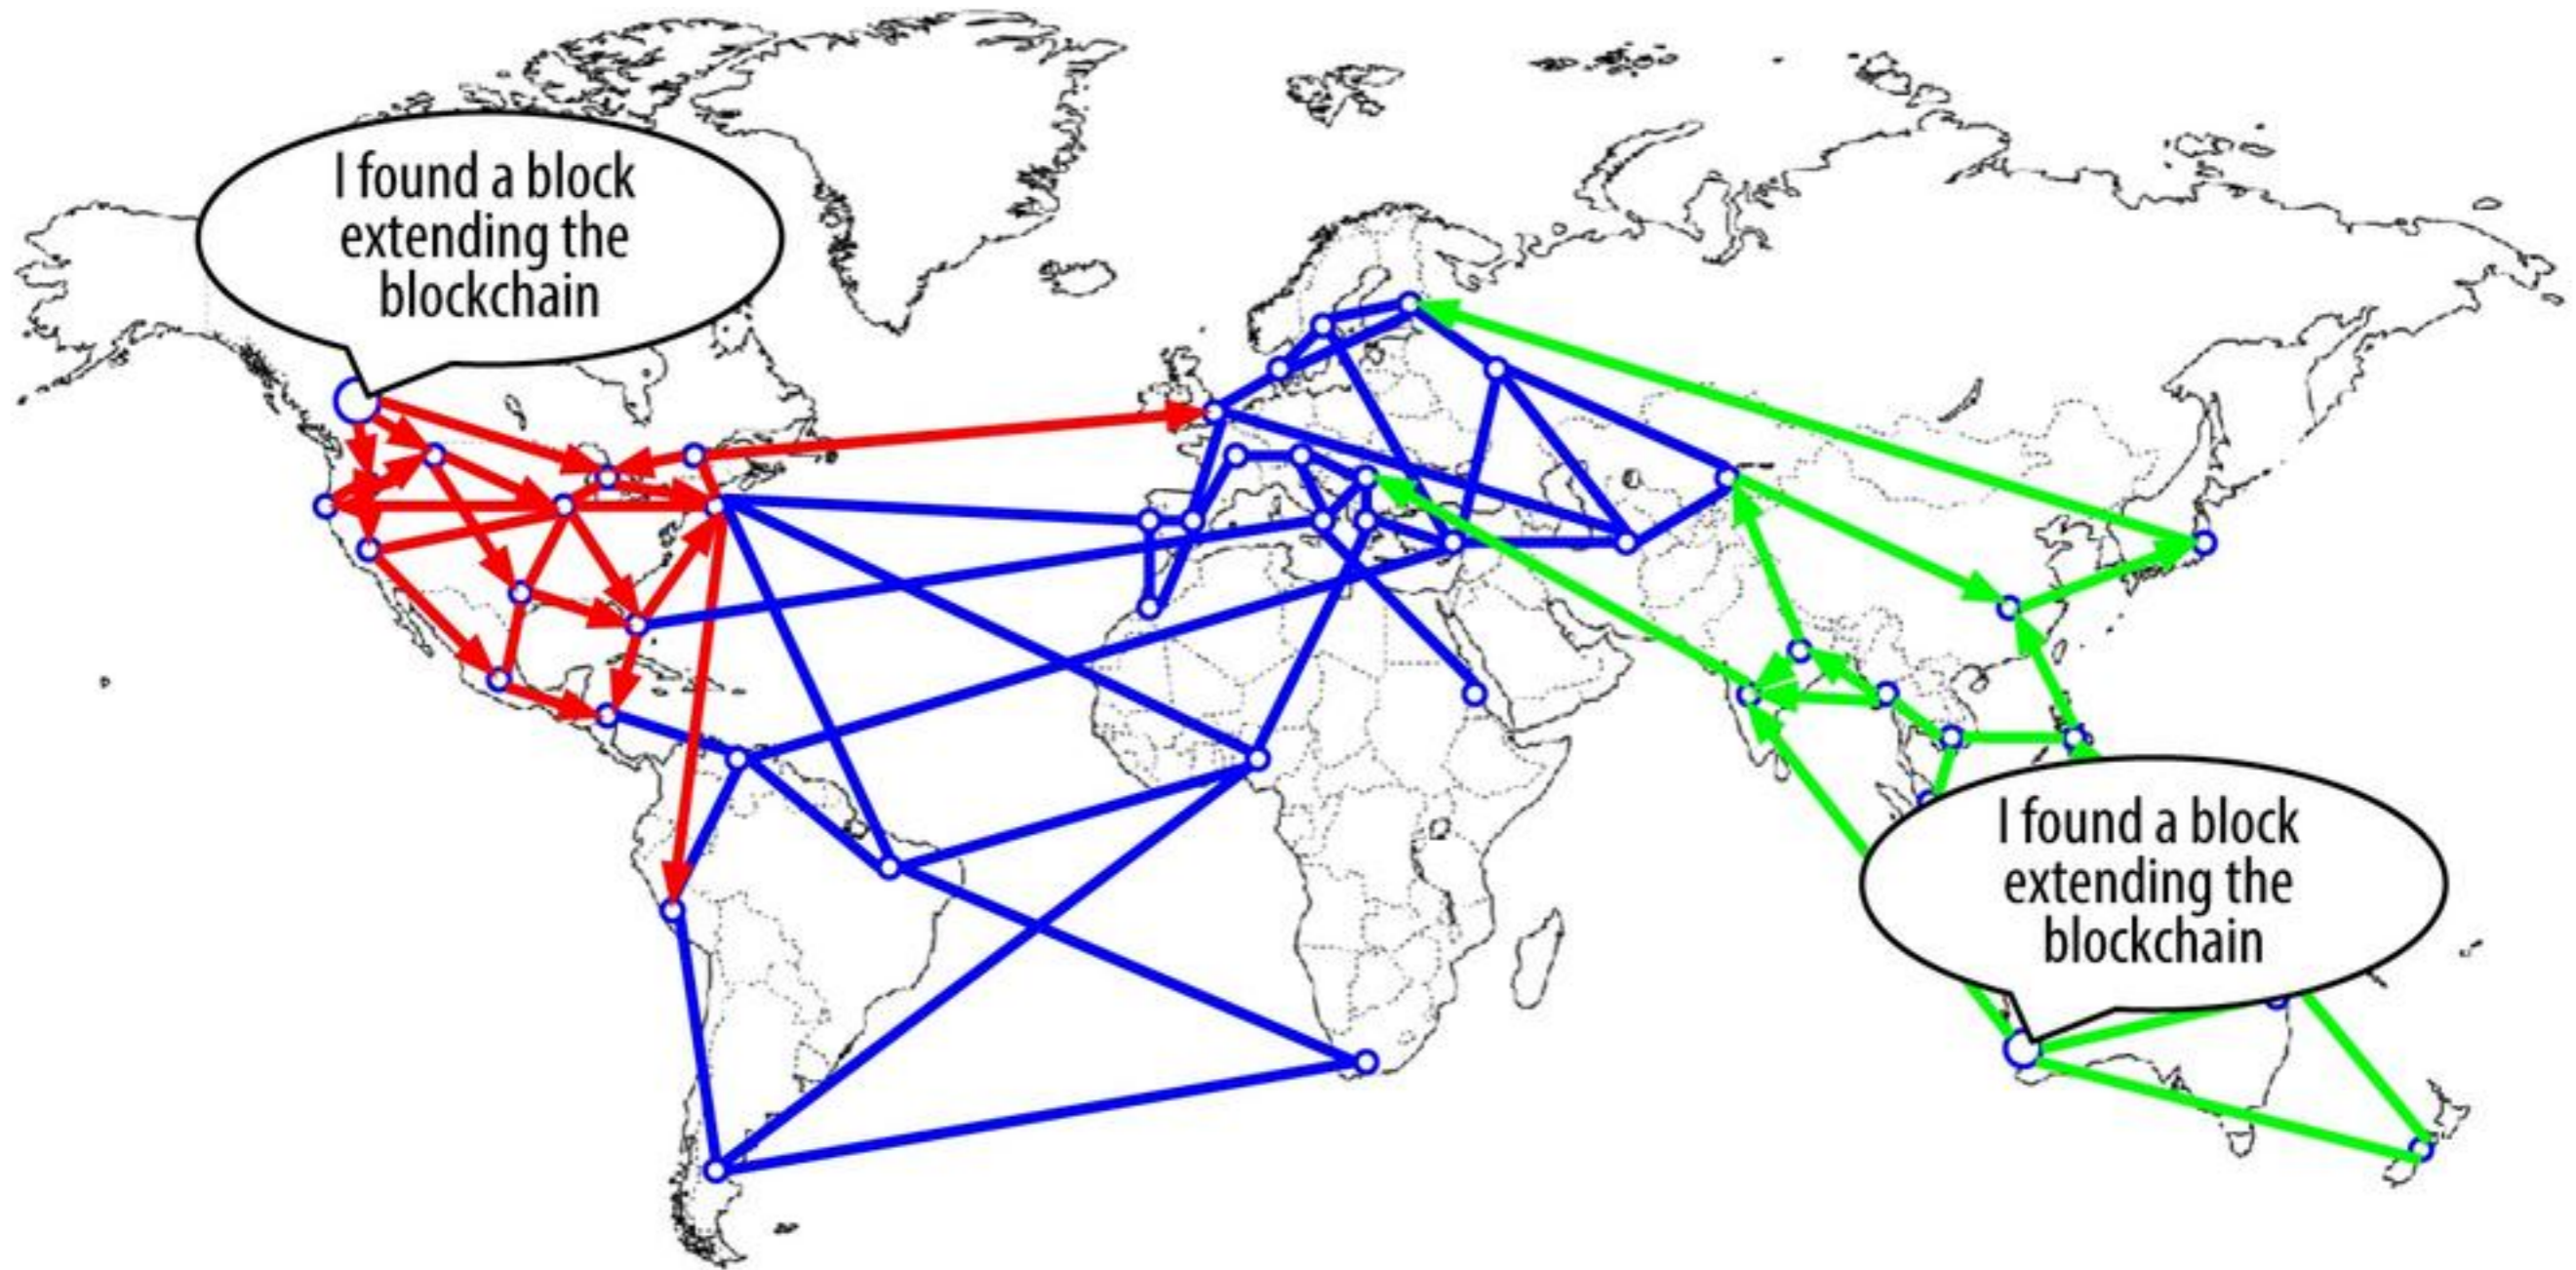 I found a block
extending the
blockchain
I found a block
extending the
blockchain